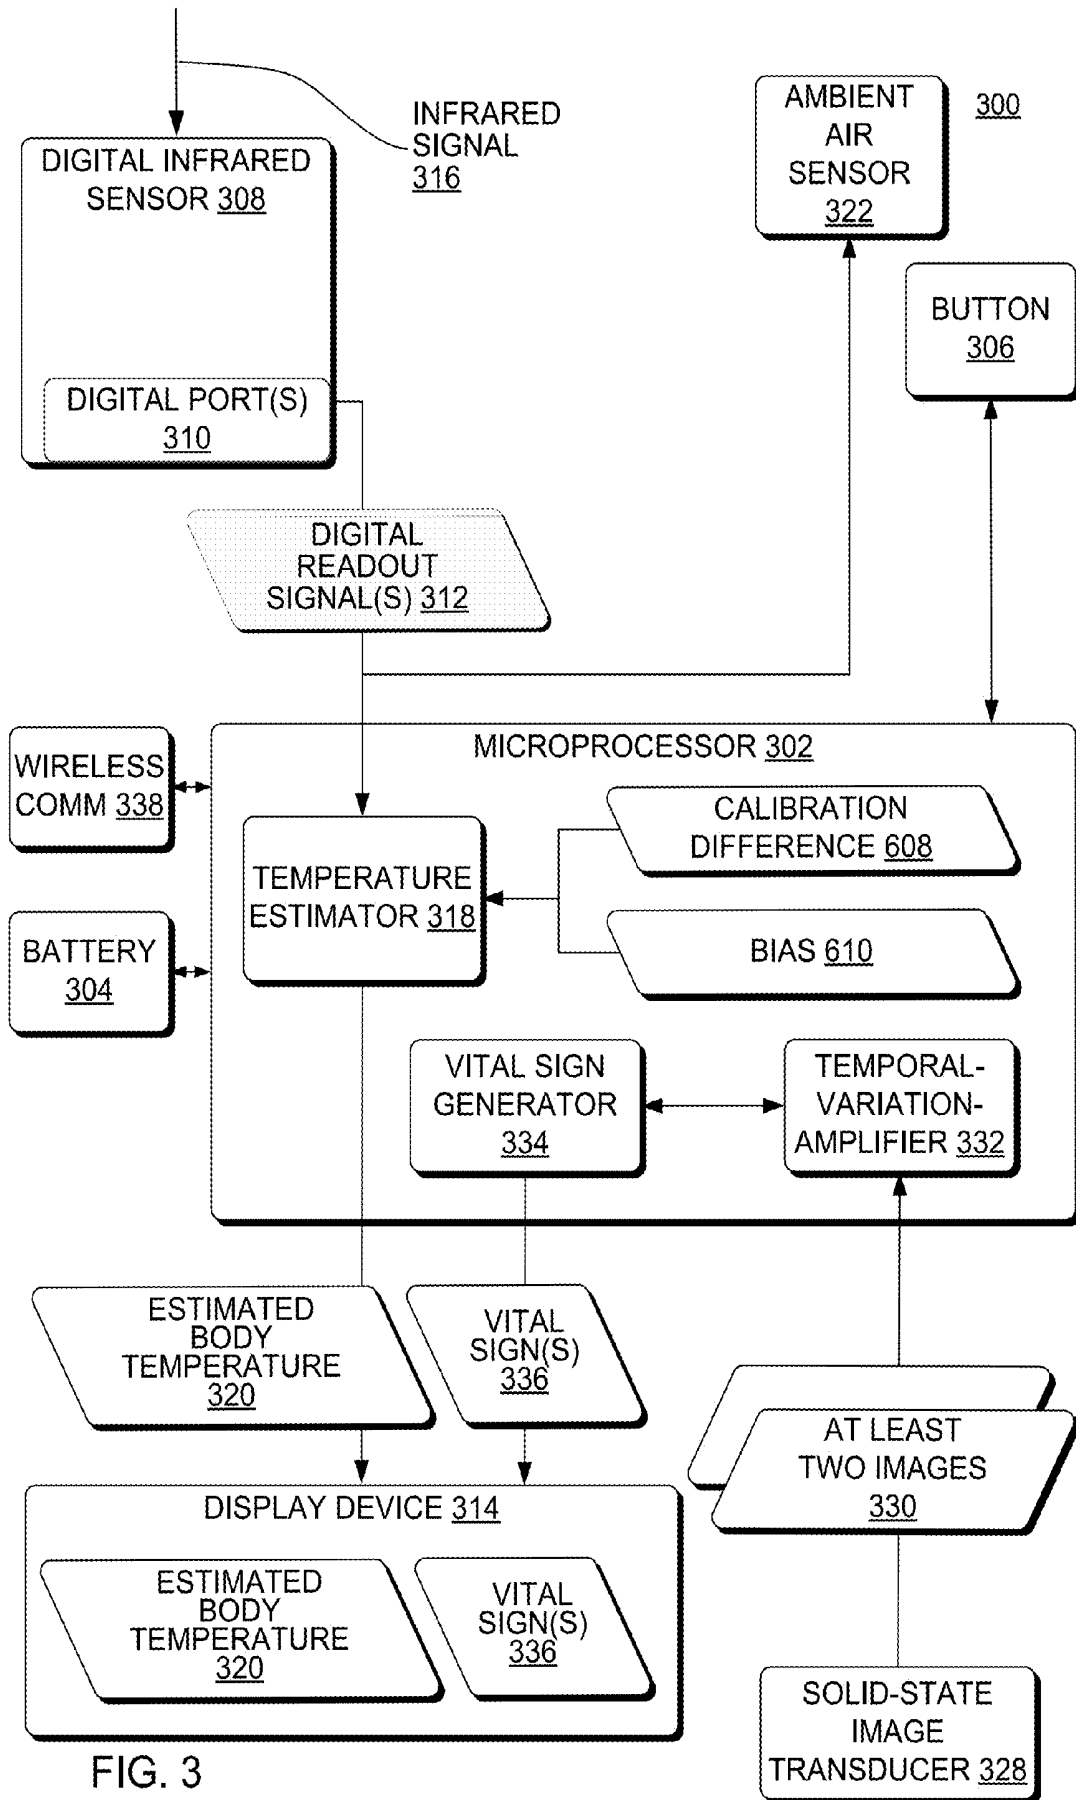 INFRARED
SIGNAL
316
AMBIENT
AIR
SENSOR
322
300
DIGITAL INFRARED
SENSOR 308
BUTTON
306
DIGITAL PORT(S)
310
DIGITAL
READOUT
SIGNAL(S) 312
MICROPROCESSOR 302
WIRELESS
COMM 338
CALIBRATION
DIFFERENCE 608
TEMPERATURE
ESTIMATOR 318
BATTERY
304
BIAS 610
VITAL SIGN
GENERATOR
334
TEMPORAL-
VARIATION-
AMPLIFIER 332
ESTIMATED
BODY
TEMPERATURE
320
VITAL
SIGN(S)
336
AT LEAST
TWO IMAGES
330
DISPLAY DEVICE 314
ESTIMATED
BODY
TEMPERATURE
320
VITAL
SIGN(S)
336
SOLID-STATE
IMAGE
TRANSDUCER 328
FIG. 3